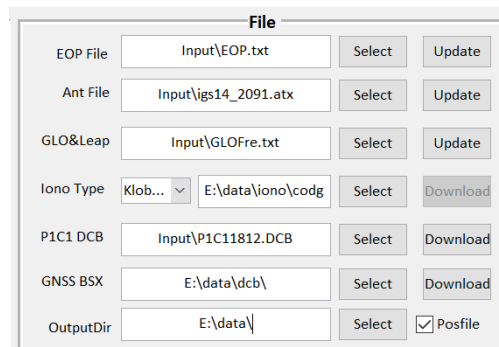 File
EOP File Input\EOP.txt Select Update
Ant File Input\igs14_2091.atx Select Update
GLO&Leap Input\GLOFre.txt Select Update
Iono Type Klob... E:\data\iono\codg Select Download
P1C1 DCB Input\P1C11812.DCB Select Download
GNSS BSX E:\data\dcb\ Select Download
OutputDir E:\data\ Select Posfile